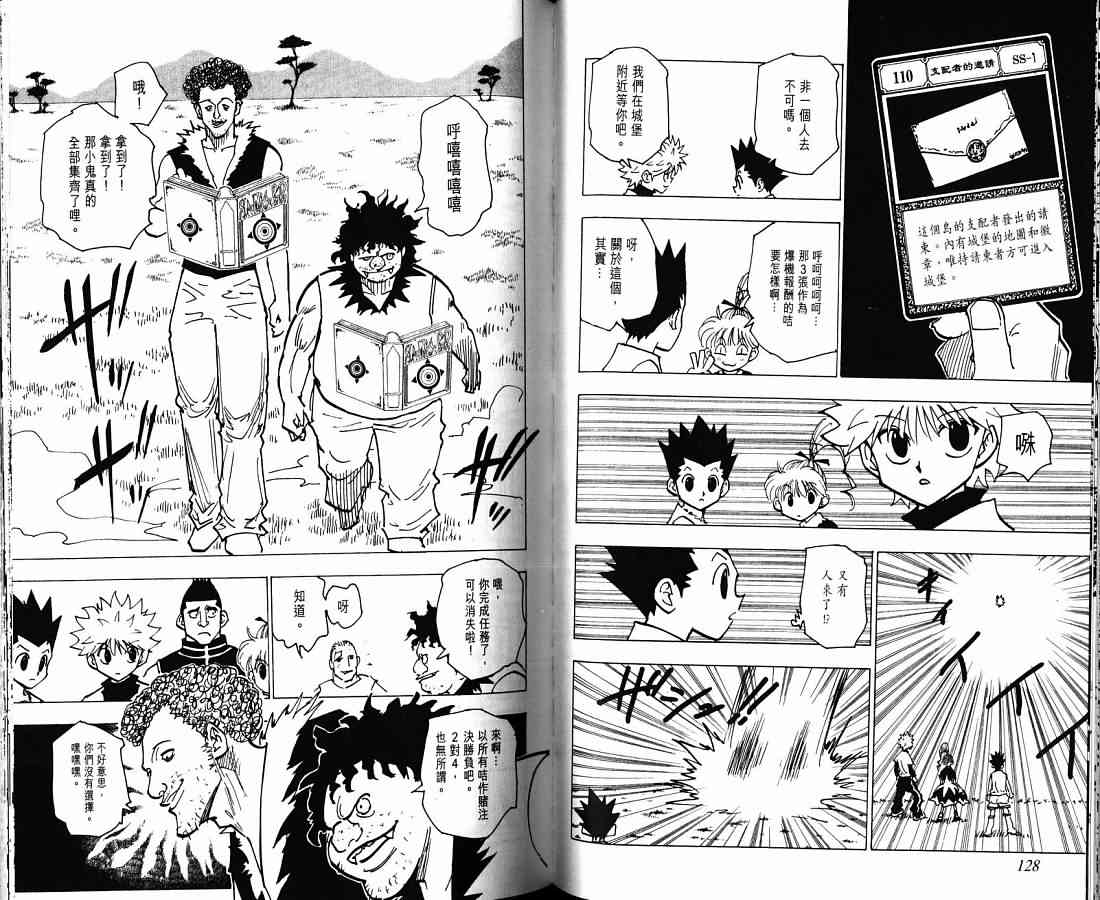 110
支配者的邀請
SS-1
這個島的支配者發出的請
柬。內有城堡的地圖和徽
章。唯持請柬者方可進入
城堡。
非一個人去
不可嗎。
我們在城堡
附近等你吧。
呼呵呵呵呵…
那3張作為
爆機報酬的咭
要怎樣啊…
呀，
關於這個，
其實…
咻
又有
人來了!?
128
呼嘻嘻嘻嘻
哦！
拿到了！
拿到了！
那小鬼真的
全部集齊了哩。
喂，
你完成任務了，
可以消失啦！
呀
知道。
來啊…
以所有咭作賭注
決勝負吧。
2對4，
也無所謂。
不好意思，
你們沒有選擇，
嘿嘿嘿。